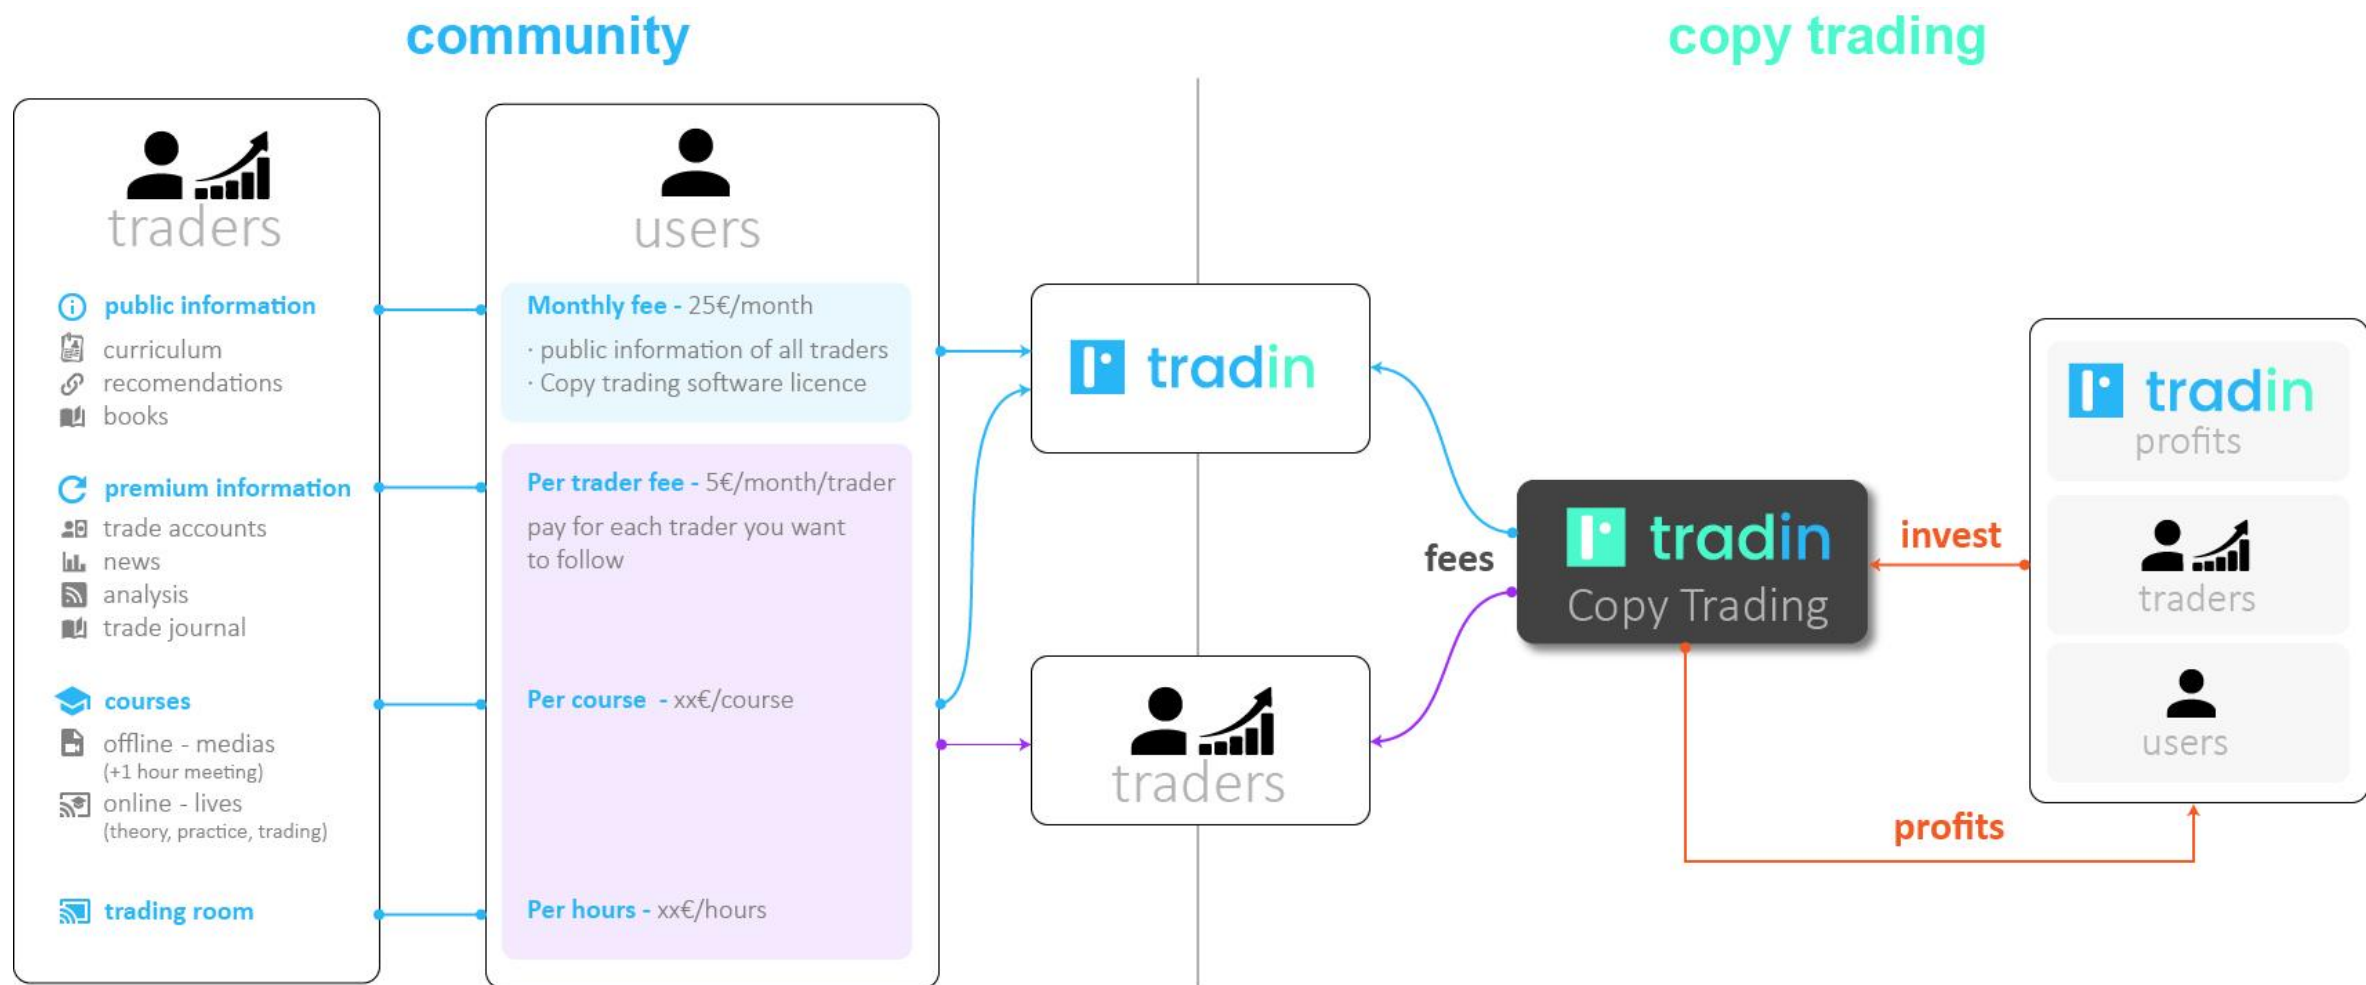 community
copy trading
traders
public information
curriculum
recomendations
books
premium information
trade accounts
news
analysis
trade journal
courses
offline - medias
(+1 hour meeting)
online - lives
(theory, practice, trading)
trading room
users
Monthly fee - 25€/month
· public information of all traders
· Copy trading software licence
Per trader fee - 5€/month/trader
pay for each trader you want
to follow
Per course - xx€/course
Per hours - xx€/hours
tradin
traders
fees
tradin
Copy Trading
invest
profits
tradin
profits
traders
users